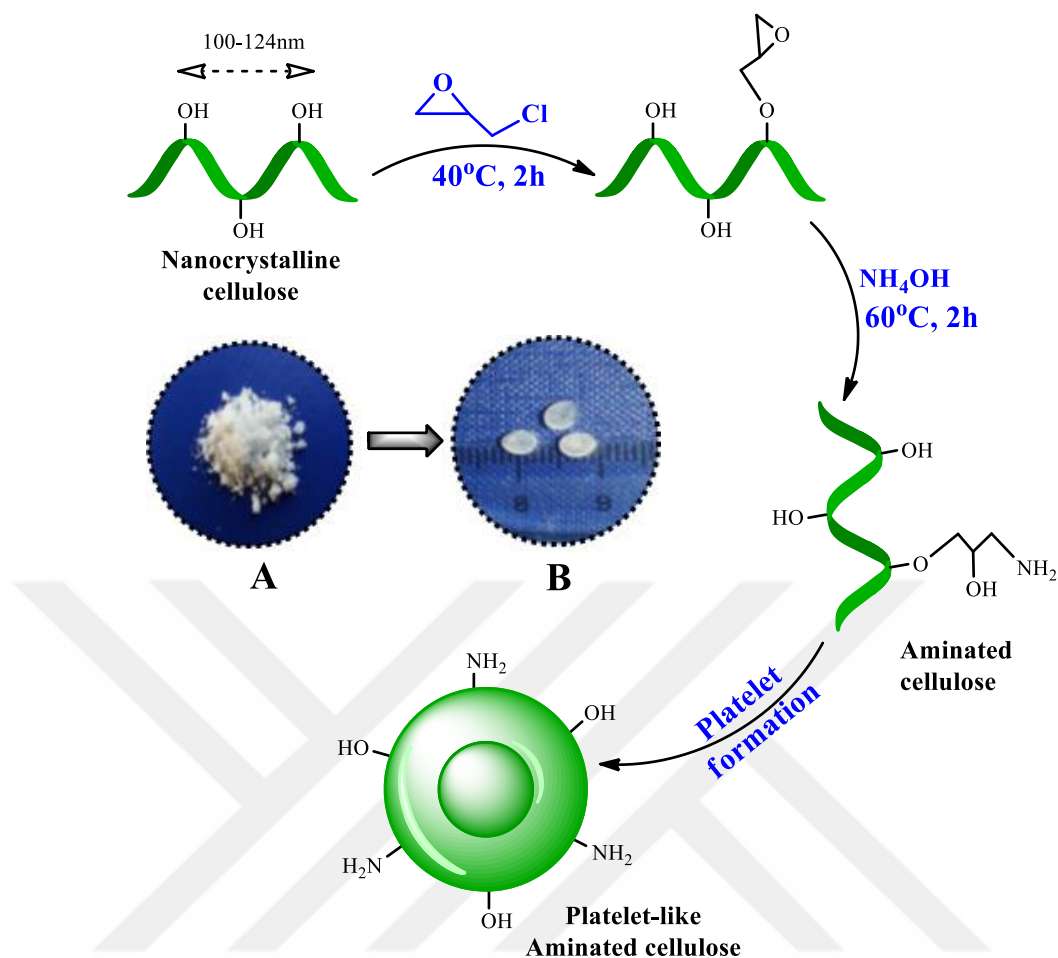 100-124nm
OH
OH
OH
Nanocrystalline
cellulose
O
Cl
40°C, 2h
O
O
OH
OH
NH₄OH
60°C, 2h
A
B
8 9
OH
HO
O
OH
NH₂
Aminated
cellulose
Platelet
formation
NH₂
OH
HO
H₂N
NH₂
OH
Platelet-like
Aminated cellulose